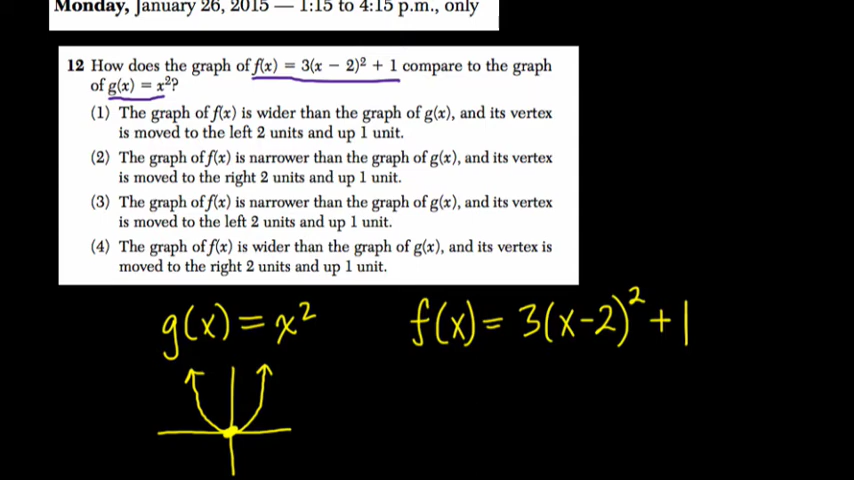 Monday, January 26, 2015 — 1:15 to 4:15 p.m., only
12 How does the graph of f(x) = 3(x − 2)² + 1 compare to the graph
of g(x) = x²?
(1) The graph of f(x) is wider than the graph of g(x), and its vertex
is moved to the left 2 units and up 1 unit.
(2) The graph of f(x) is narrower than the graph of g(x), and its vertex
is moved to the right 2 units and up 1 unit.
(3) The graph of f(x) is narrower than the graph of g(x), and its vertex
is moved to the left 2 units and up 1 unit.
(4) The graph of f(x) is wider than the graph of g(x), and its vertex is
moved to the right 2 units and up 1 unit.
g(x) = x² f(x) = 3(x-2)² + 1